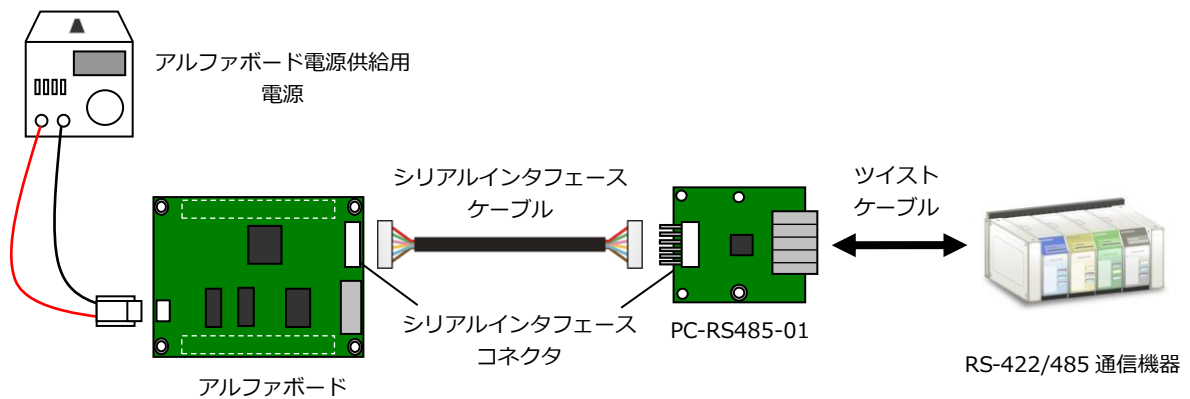 アルファボード電源供給用
電源
シリアルインタフェース
ケーブル
ツイスト
ケーブル
シリアルインタフェース
コネクタ
PC-RS485-01
RS-422/485 通信機器
アルファボード